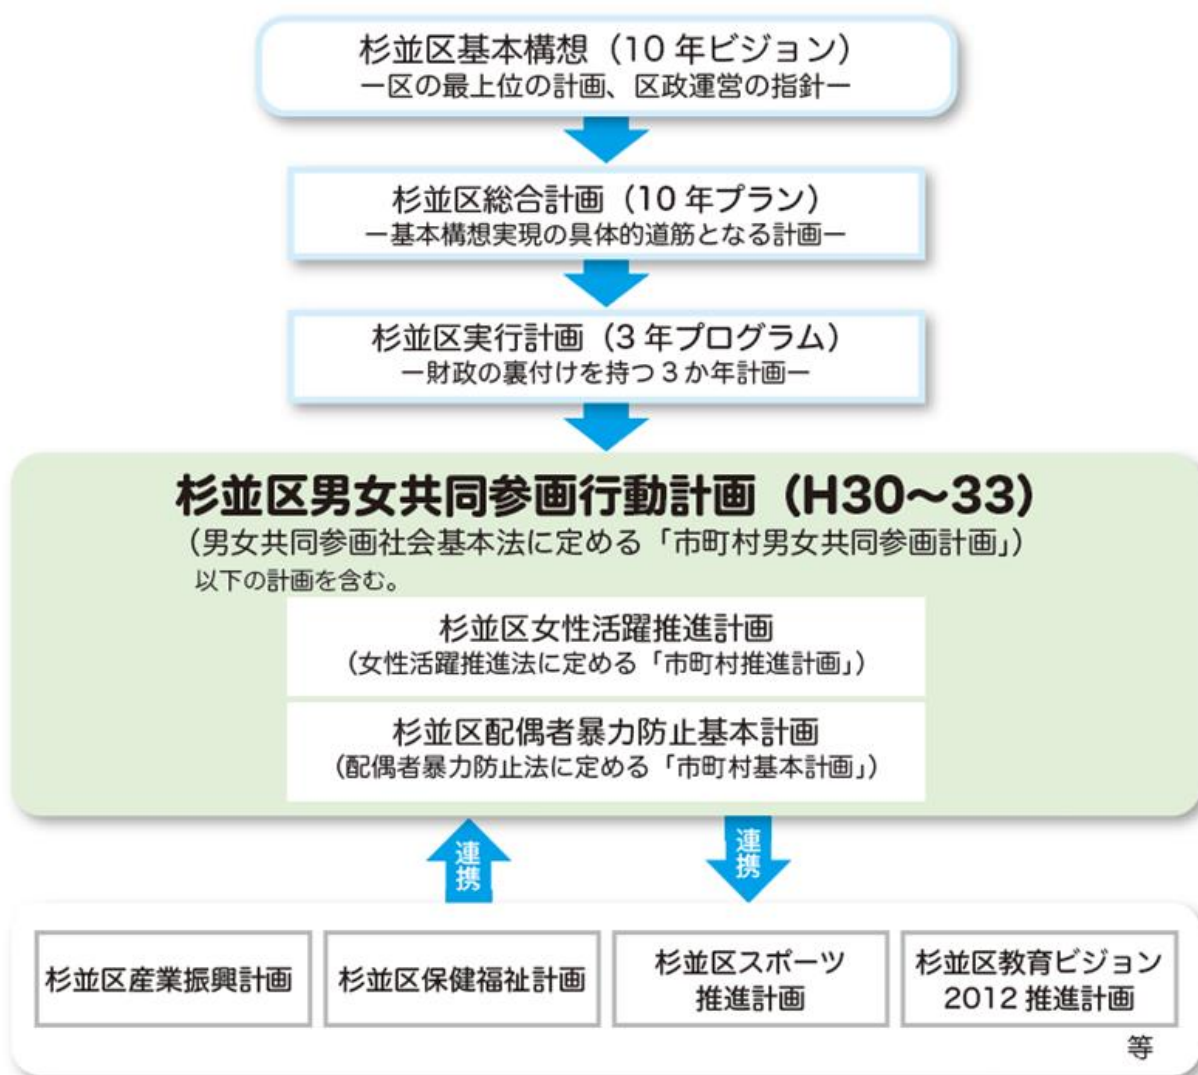 杉並区基本構想（10年ビジョン）
ー区の最上位の計画、区政運営の指針ー
杉並区総合計画（10年プラン）
ー基本構想実現の具体的道筋となる計画ー
杉並区実行計画（3年プログラム）
ー財政の裏付けを持つ3か年計画ー
杉並区男女共同参画行動計画（H30〜33）
（男女共同参画社会基本法に定める「市町村男女共同参画計画」）
以下の計画を含む。
杉並区女性活躍推進計画
（女性活躍推進法に定める「市町村推進計画」）
杉並区配偶者暴力防止基本計画
（配偶者暴力防止法に定める「市町村基本計画」）
連携
連携
杉並区産業振興計画
杉並区保健福祉計画
杉並区スポーツ
推進計画
杉並区教育ビジョン
2012推進計画
等